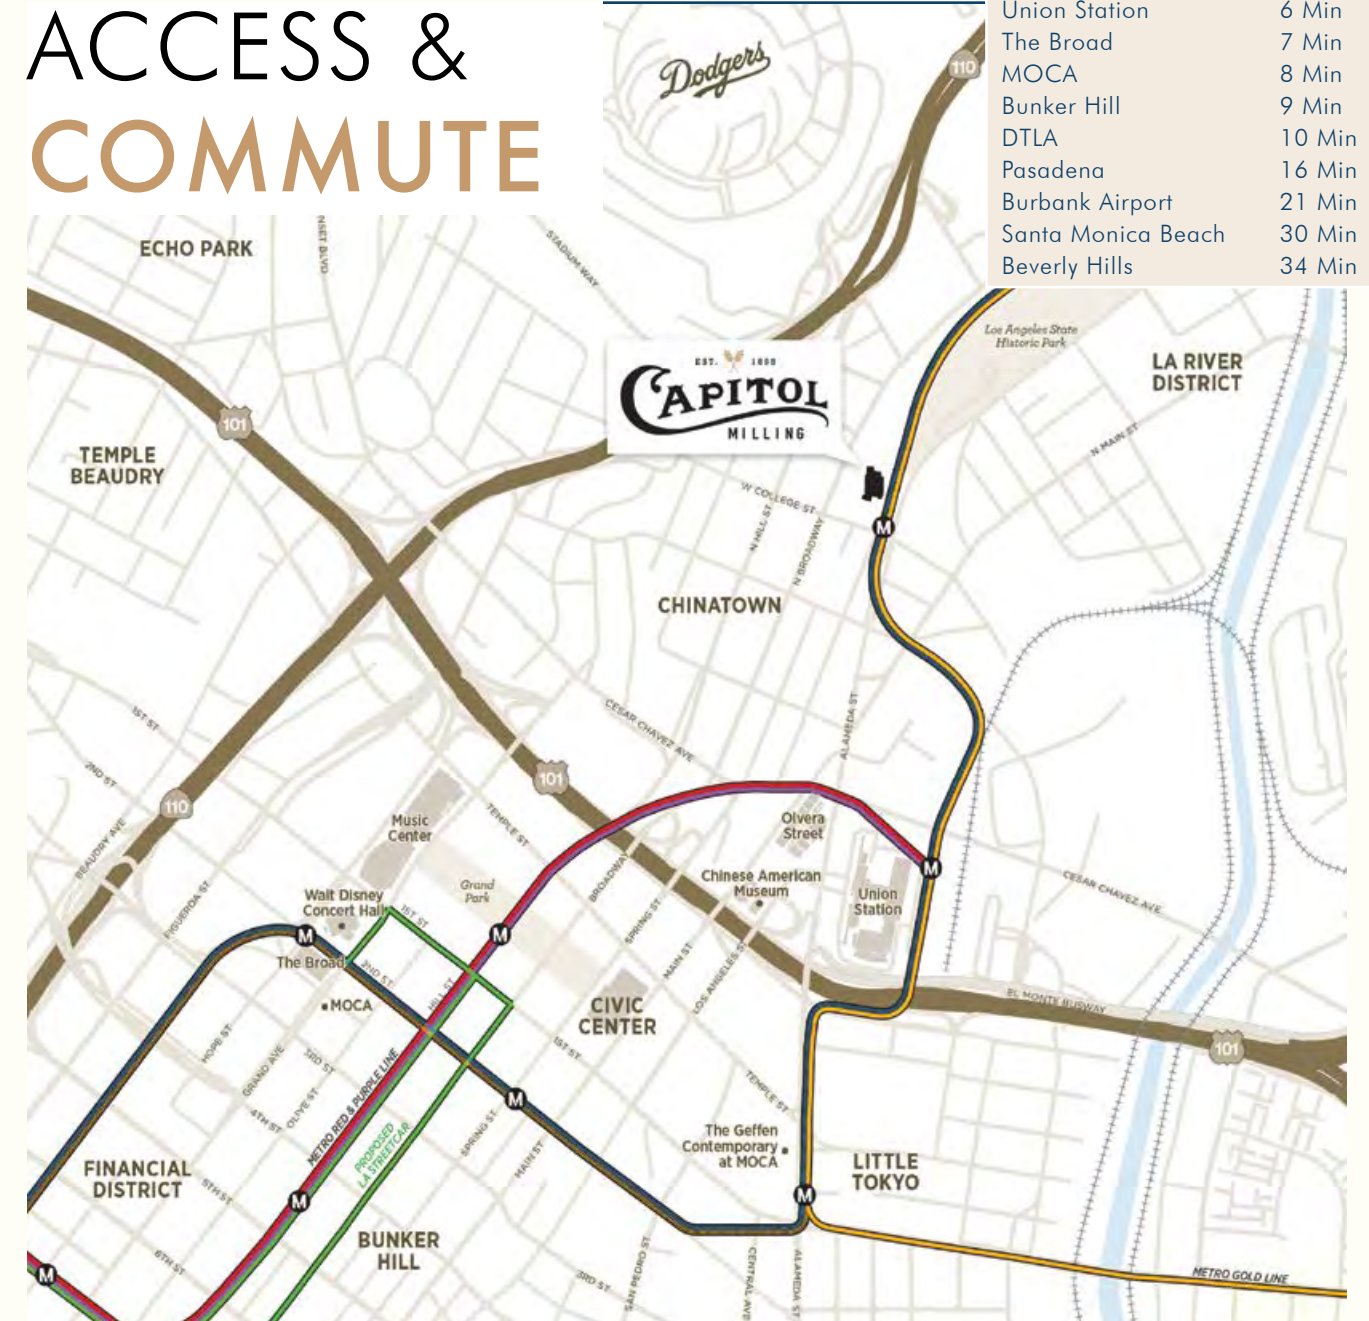 ACCESS &
COMMUTE
Union Station 6 Min
The Broad 7 Min
MOCA 8 Min
Bunker Hill 9 Min
DTLA 10 Min
Pasadena 16 Min
Burbank Airport 21 Min
Santa Monica Beach 30 Min
Beverly Hills 34 Min
Dodgers
110
ECHO PARK
NSET BLVD
STADIUM WAY
Los Angeles State
Historic Park
LA RIVER
DISTRICT
EST. 1883
CAPITOL
MILLING
101
TEMPLE
BEAUDRY
N MAIN ST
W COLLEGE ST
N HILL ST
N BROADWAY
M
CHINATOWN
CESAR CHAVEZ AVE
ALAMEDA ST
1ST ST
2ND ST
101
110
BEAUDRY AVE
Music
Center
TEMPLE ST
Olvera
Street
BROADWAY
Chinese American
Museum
Union
Station
M
CESAR CHAVEZ AVE
Grand
Park
Walt Disney
Concert Hall
FIGUEROA ST
1ST ST
SPRING ST
MAIN ST
LOS ANGELES ST
M
M
The Broad
2ND ST
HILL ST
MOCA
CIVIC
CENTER
EL MONTE BUSWAY
101
HOPE ST
GRAND AVE
3RD ST
OLIVE ST
4TH ST
1ST ST
TEMPLE ST
METRO RED & PURPLE LINE
PROPOSED
LA STREETCAR
M
SPRING ST
MAIN ST
The Geffen
Contemporary
at MOCA
LITTLE
TOKYO
M
FINANCIAL
DISTRICT
5TH ST
M
BUNKER
HILL
6TH ST
M
3RD ST
SAN PEDRO ST
CENTRAL AVE
ALAMEDA ST
METRO GOLD LINE